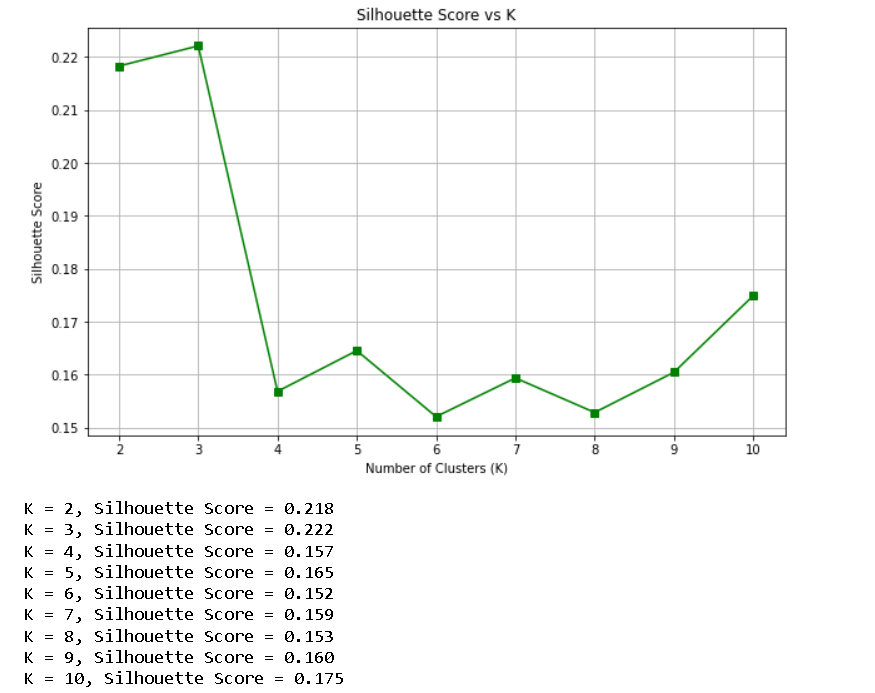 Silhouette Score vs K
Silhouette Score
0.22
0.21
0.20
0.19
0.18
0.17
0.16
0.15
2 3 4 5 6 7 8 9 10
Number of Clusters (K)
K = 2, Silhouette Score = 0.218
K = 3, Silhouette Score = 0.222
K = 4, Silhouette Score = 0.157
K = 5, Silhouette Score = 0.165
K = 6, Silhouette Score = 0.152
K = 7, Silhouette Score = 0.159
K = 8, Silhouette Score = 0.153
K = 9, Silhouette Score = 0.160
K = 10, Silhouette Score = 0.175